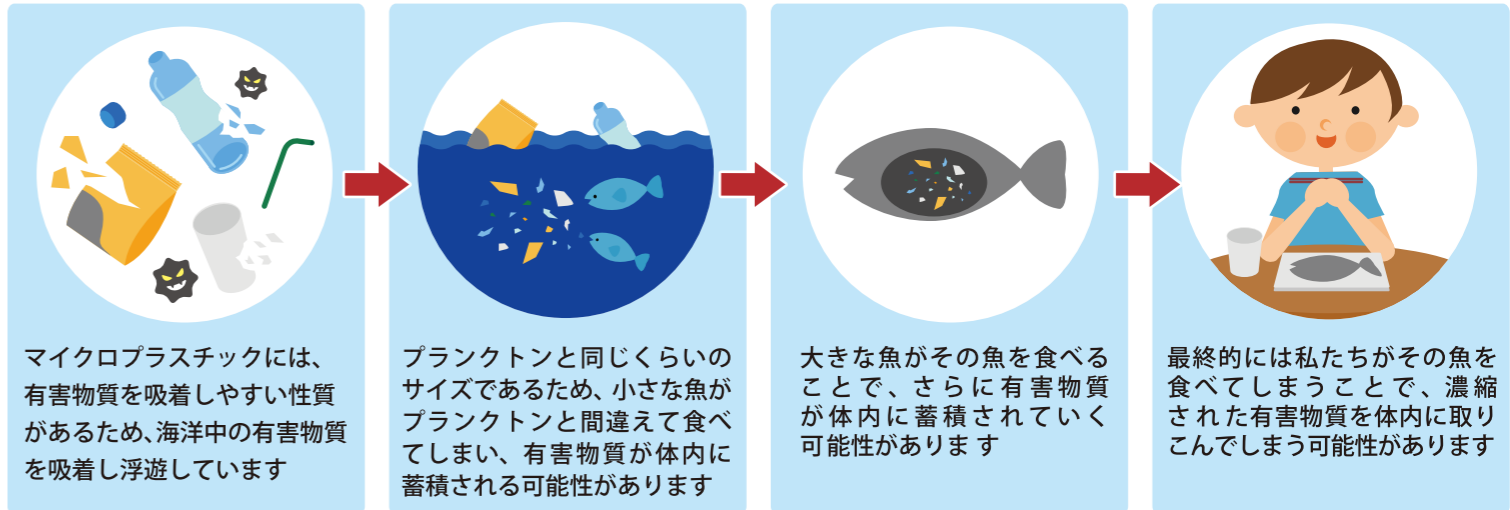 マイクロプラスチックには、
有害物質を吸着しやすい性質
があるため、海洋中の有害物質
を吸着し浮遊しています
プランクトンと同じくらいの
サイズであるため、小さな魚が
プランクトンと間違えて食べ
てしまい、有害物質が体内に
蓄積される可能性があります
大きな魚がその魚を食べる
ことで、さらに有害物質
が体内に蓄積されていく
可能性があります
最終的には私たちがその魚を
食べてしまうことで、濃縮
された有害物質を体内に取り
こんでしまう可能性があります